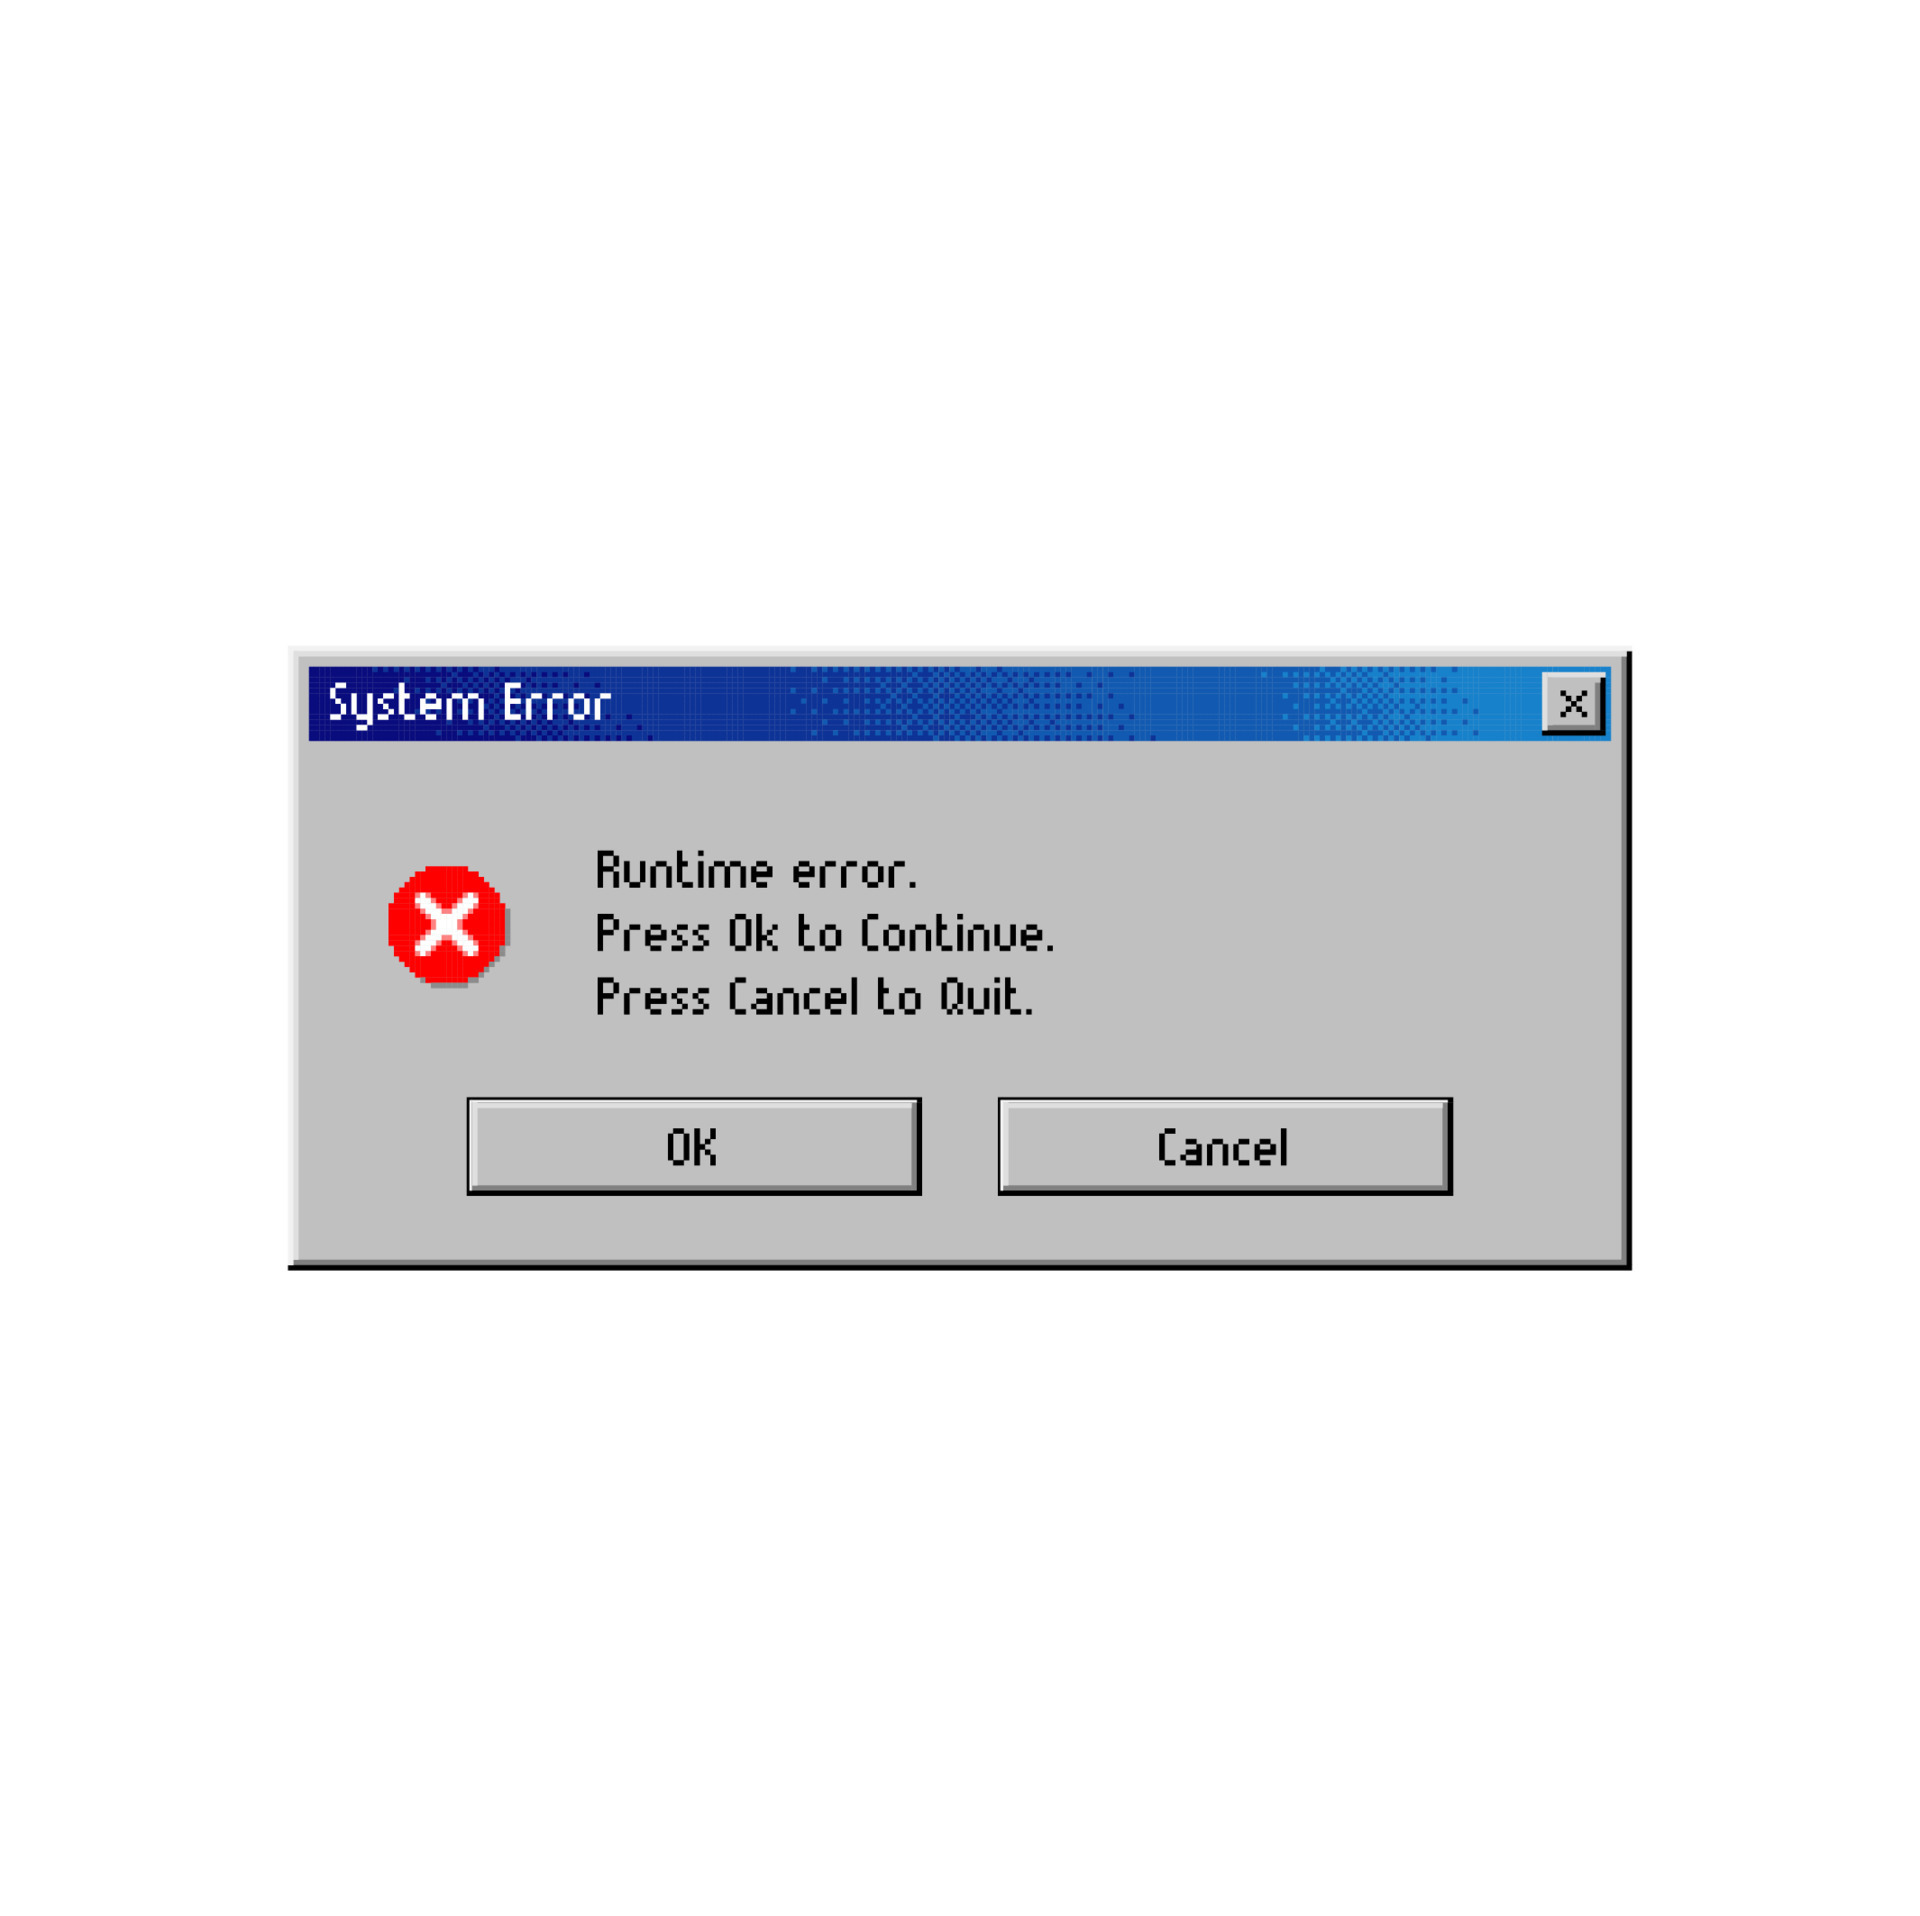 System Error
Runtime error.
Press Ok to Continue.
Press Cancel to Quit.
Ok
Cancel